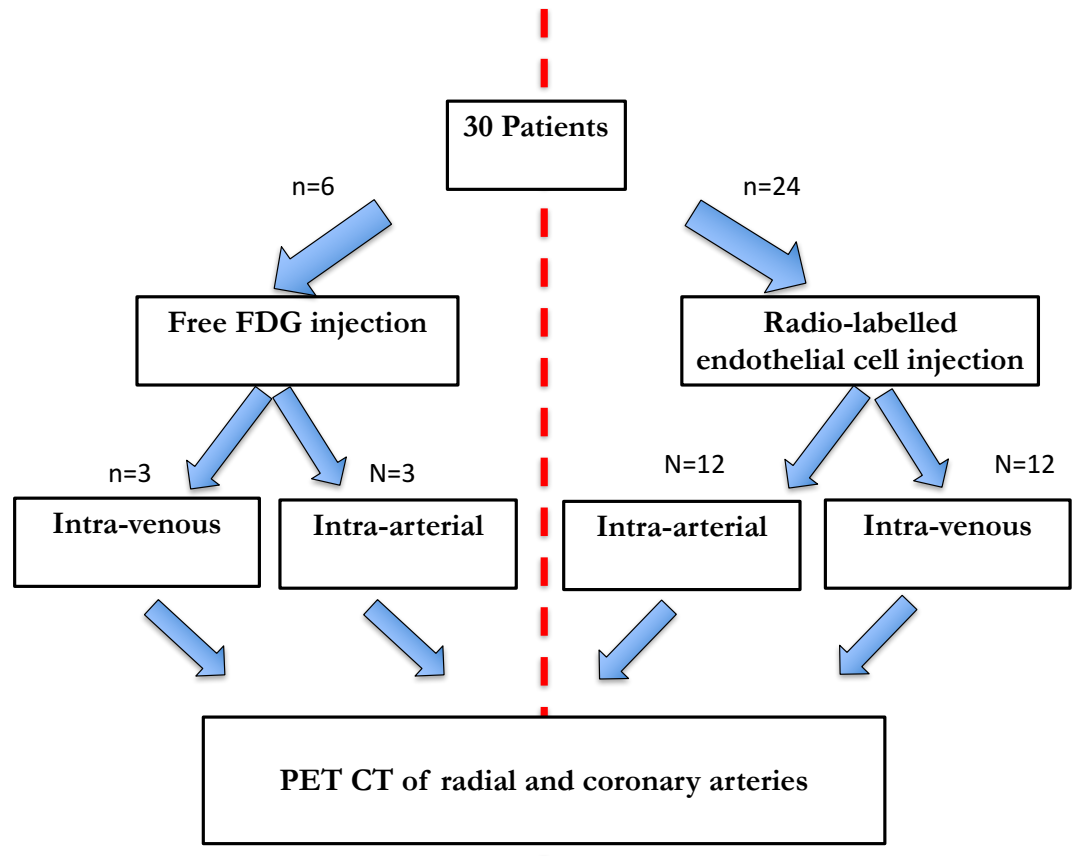 30 Patients
n=6
n=24
Free FDG injection
Radio-labelled
endothelial cell injection
n=3
N=3
N=12
N=12
Intra-venous
Intra-arterial
Intra-arterial
Intra-venous
PET CT of radial and coronary arteries